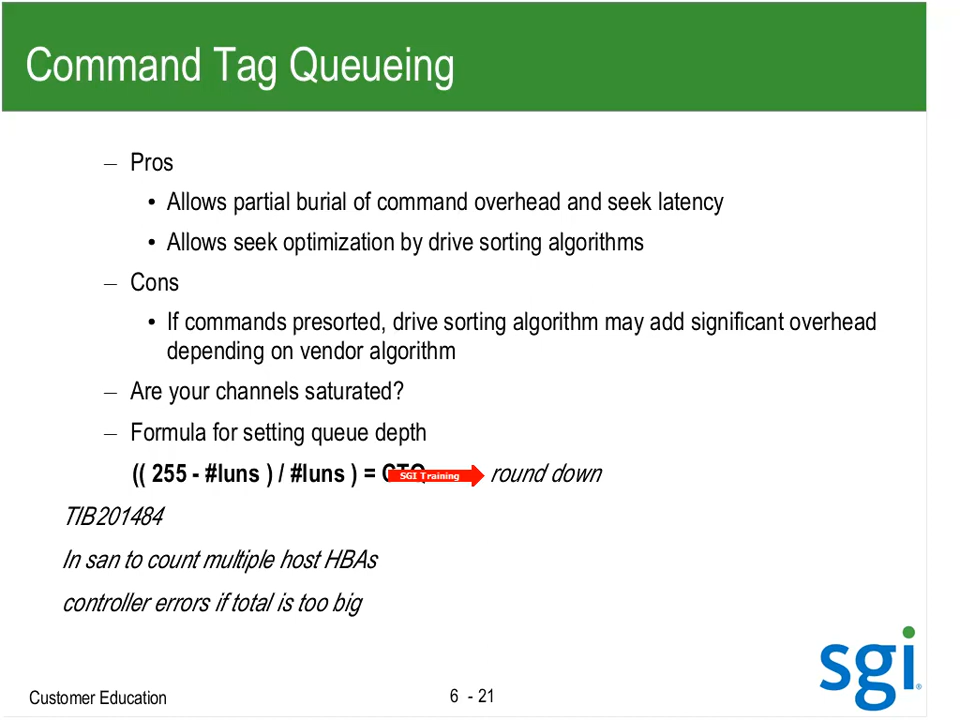 Command Tag Queueing
– Pros
• Allows partial burial of command overhead and seek latency
• Allows seek optimization by drive sorting algorithms
– Cons
• If commands presorted, drive sorting algorithm may add significant overhead
depending on vendor algorithm
– Are your channels saturated?
– Formula for setting queue depth
(( 255 - #luns ) / #luns ) = CTQ SGI Training round down
TIB201484
In san to count multiple host HBAs
controller errors if total is too big
sgi®
Customer Education 6 - 21